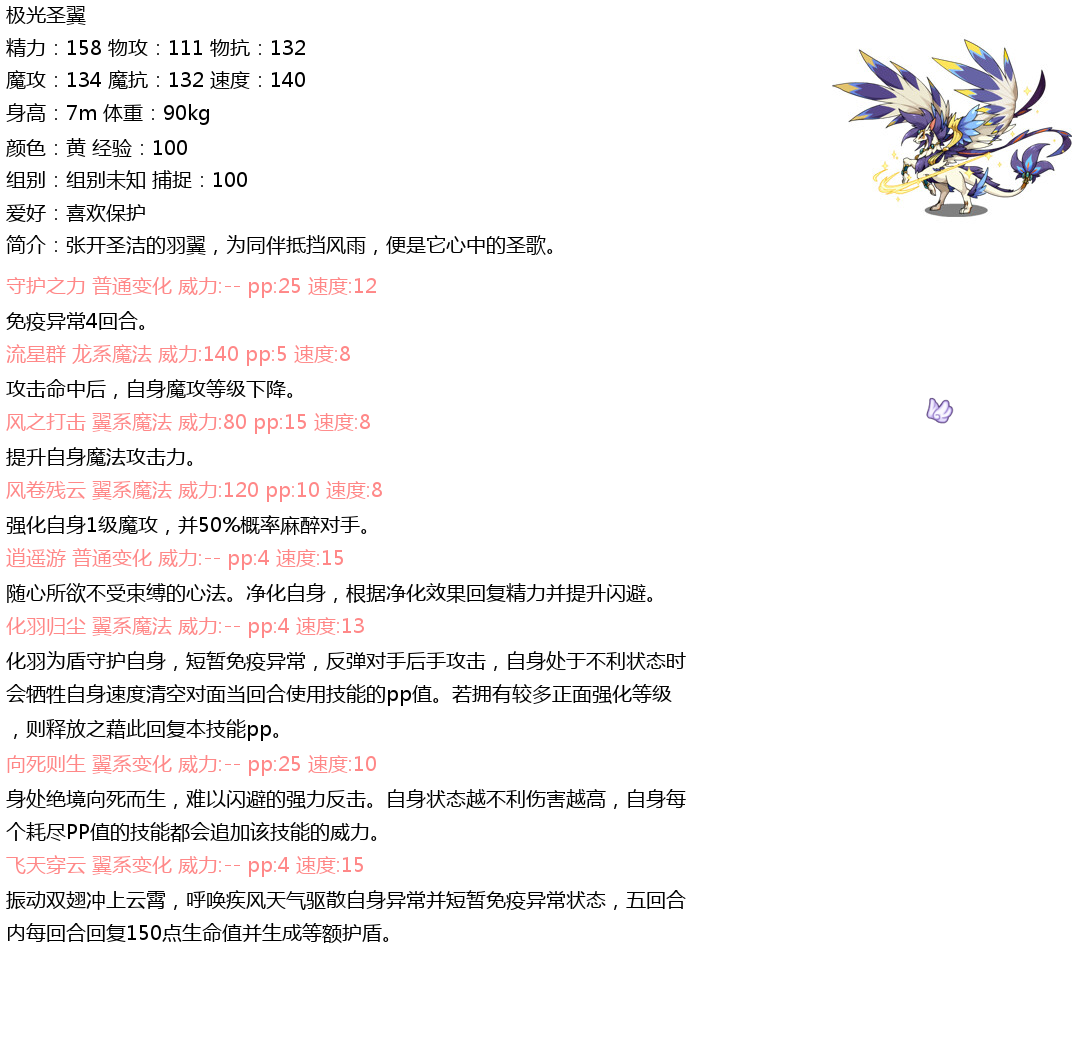 极光圣翼
精力：158 物攻：111 物抗：132
魔攻：134 魔抗：132 速度：140
身高：7m 体重：90kg
颜色：黄 经验：100
组别：组别未知 捕捉：100
爱好：喜欢保护
简介：张开圣洁的羽翼，为同伴抵挡风雨，便是它心中的圣歌。
守护之力 普通变化 威力:-- pp:25 速度:12
免疫异常4回合。
流星群 龙系魔法 威力:140 pp:5 速度:8
攻击命中后，自身魔攻等级下降。
风之打击 翼系魔法 威力:80 pp:15 速度:8
提升自身魔法攻击力。
风卷残云 翼系魔法 威力:120 pp:10 速度:8
强化自身1级魔攻，并50%概率麻醉对手。
逍遥游 普通变化 威力:-- pp:4 速度:15
随心所欲不受束缚的心法。净化自身，根据净化效果回复精力并提升闪避。
化羽归尘 翼系魔法 威力:-- pp:4 速度:13
化羽为盾守护自身，短暂免疫异常，反弹对手后手攻击，自身处于不利状态时
会牺牲自身速度清空对面当回合使用技能的pp值。若拥有较多正面强化等级
，则释放之藉此回复本技能pp。
向死则生 翼系变化 威力:-- pp:25 速度:10
身处绝境向死而生，难以闪避的强力反击。自身状态越不利伤害越高，自身每
个耗尽PP值的技能都会追加该技能的威力。
飞天穿云 翼系变化 威力:-- pp:4 速度:15
振动双翅冲上云霄，呼唤疾风天气驱散自身异常并短暂免疫异常状态，五回合
内每回合回复150点生命值并生成等额护盾。